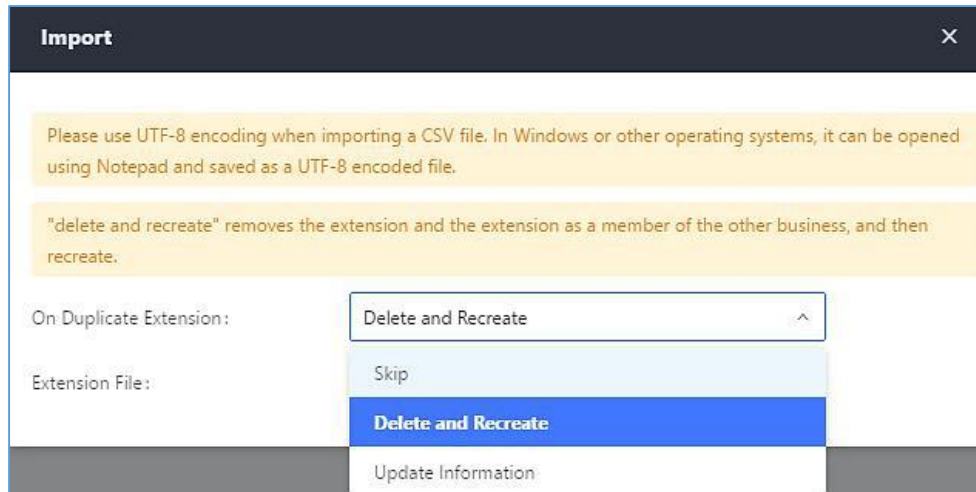 Import
Please use UTF-8 encoding when importing a CSV file. In Windows or other operating systems, it can be opened
using Notepad and saved as a UTF-8 encoded file.
"delete and recreate" removes the extension and the extension as a member of the other business, and then
recreate.
On Duplicate Extension:
Delete and Recreate
Extension File:
Skip
Delete and Recreate
Update Information